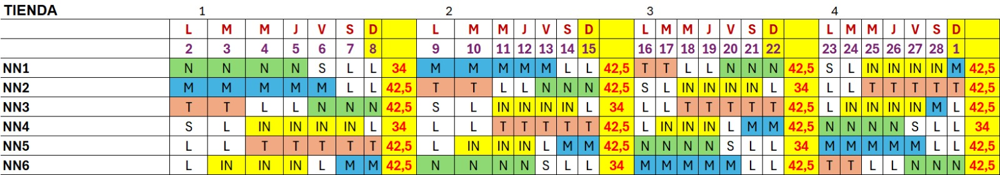 TIENDA 1 2 3 4
L M M J V S D L M M J V S D L M M J V S D L M M J V S D
2 3 4 5 6 7 8 9 10 11 12 13 14 15 16 17 18 19 20 21 22 23 24 25 26 27 28 1
NN1 N N N N S L L 34 M M M M M L L 42,5 T T L L N N N 42,5 S L IN IN IN IN M 42,5
NN2 M M M M M L L 42,5 T T L L N N N 42,5 S L IN IN IN IN L 34 L L T T T T T 42,5
NN3 T T L L N N N 42,5 S L IN IN IN IN L 34 L L T T T T T 42,5 L IN IN IN IN M L 42,5
NN4 S L IN IN IN IN L 34 L L T T T T T 42,5 L IN IN IN L M M 42,5 N N N N S L L 34
NN5 L L T T T T T 42,5 L IN IN IN L M M 42,5 N N N N S L L 34 M M M M M L L 42,5
NN6 L IN IN IN L M M 42,5 N N N N S L L 34 M M M M M L L 42,5 T T L L N N N 42,5